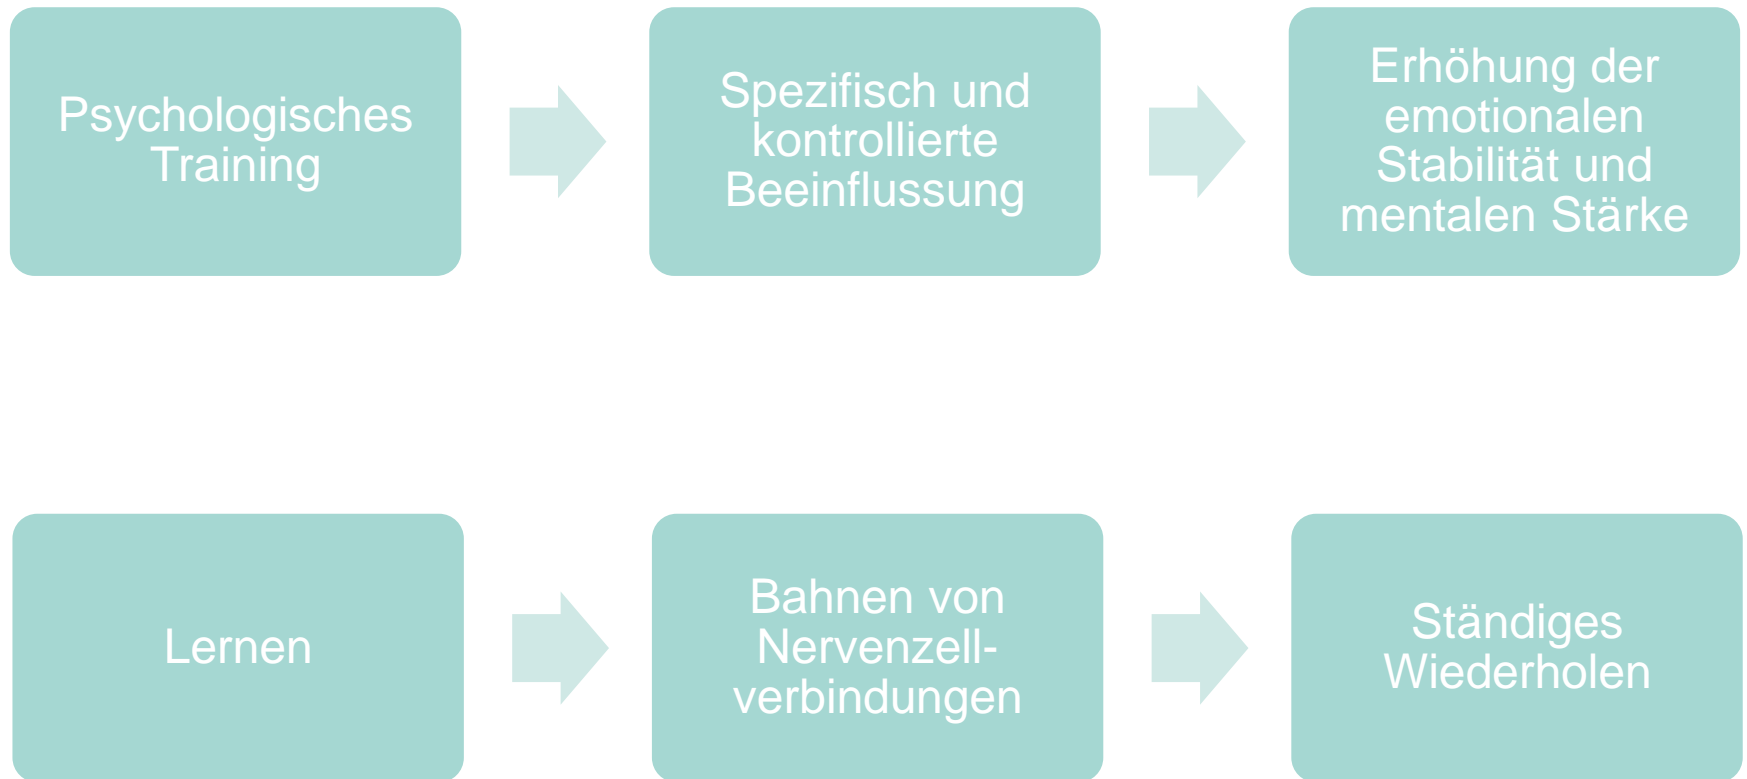 Psychologisches
Training
Spezifisch und
kontrollierte
Beeinflussung
Erhöhung der
emotionalen
Stabilität und
mentalen Stärke
Lernen
Bahnen von
Nervenzell-
verbindungen
Ständiges
Wiederholen